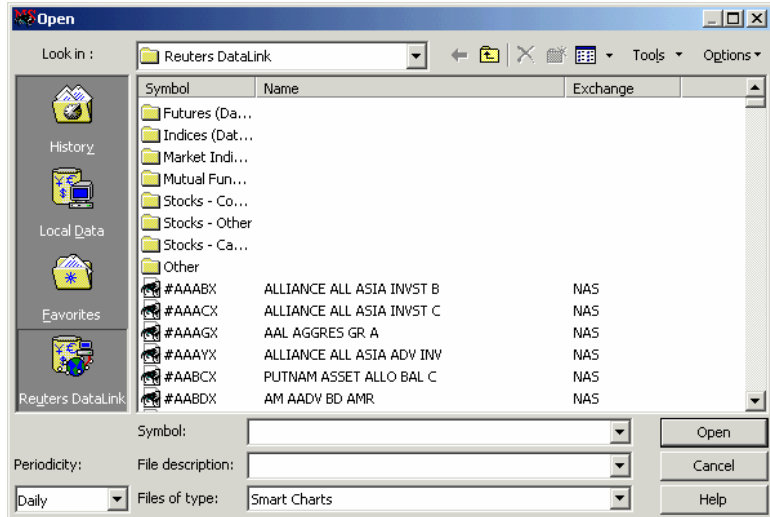 MS Open
Look in : Reuters DataLink Tools Options
Symbol Name Exchange
Futures (Da...
Indices (Dat...
Market Indi...
Mutual Fun...
Stocks - Co...
Stocks - Other
Stocks - Ca...
Other
#AAABX ALLIANCE ALL ASIA INVST B NAS
#AAACX ALLIANCE ALL ASIA INVST C NAS
#AAAGX AAL AGGRES GR A NAS
#AAAYX ALLIANCE ALL ASIA ADV INV NAS
#AABCX PUTNAM ASSET ALLO BAL C NAS
#AABDX AM AADV BD AMR NAS
History
Local Data
Favorites
Reuters DataLink
Symbol: Open
Periodicity: File description: Cancel
Daily Files of type: Smart Charts Help